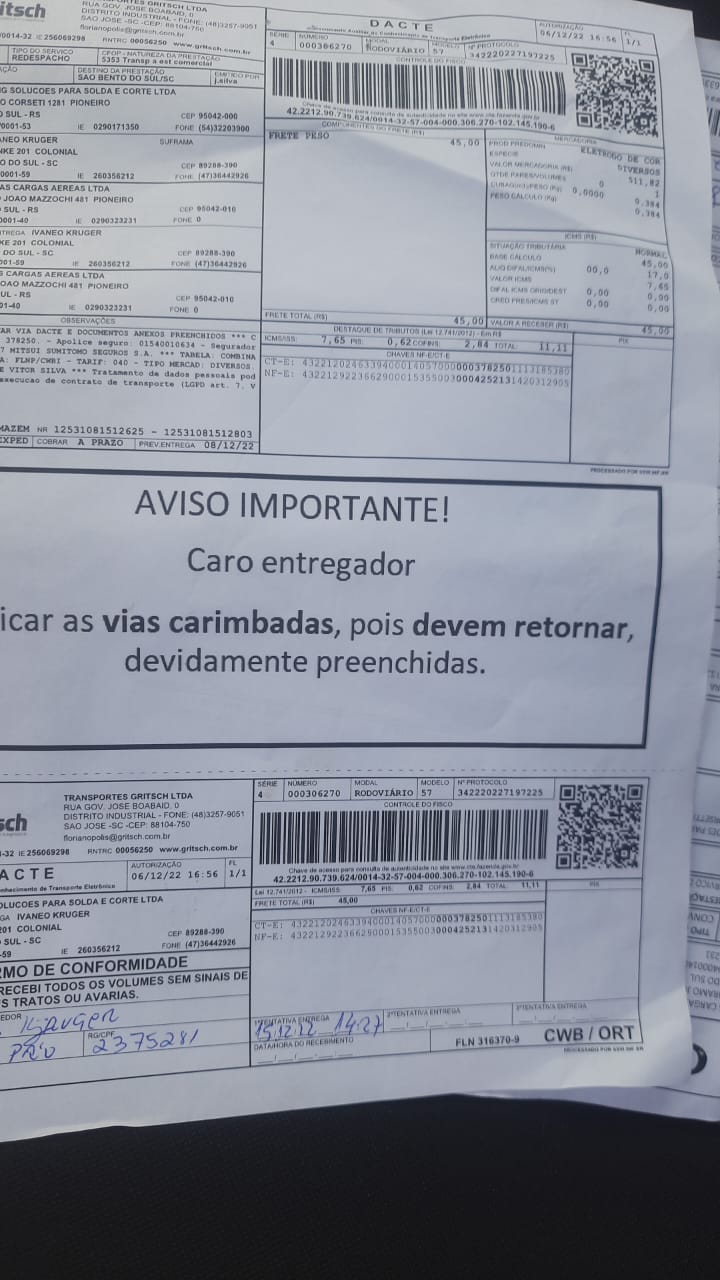 itsch
RUA GOV. JOSE BOABAID, 0
DISTRITO INDUSTRIAL - FONE: (48)3257-9051
SAO JOSE -SC -CEP: 88104-750
florianopolis@gritsch.com.br
/0014-32 IE 256069298 RNTRC 00056250 www.gritsch.com.br
DACTE
SÉRIE 4
NÚMERO 000306270
MODAL RODOVIÁRIO
MODELO 57
Nº PROTOCOLO 342220227197225
AUTORIZAÇÃO 06/12/22 16:56
FL 1/1
TIPO DO SERVICO REDESPACHO
CFOP - NATUREZA DA PRESTAÇÃO 5353 Transp a est comercial
DESTINO DA PRESTAÇÃO SAO BENTO DO SUL/SC
EMITIDO POR j.silva
CONTROLE DO FISCO
Chave de acesso para consulta de autenticidade no site www.cte.fazenda.gov.br
42.2212.90.739.624/0014-32-57-004-000.306.270-102.145.190-6
G SOLUCOES PARA SOLDA E CORTE LTDA
O CORSETI 1281 PIONEIRO
O SUL - RS CEP 95042-000
0001-53 IE 0290171350 FONE (54)32203900
ANEO KRUGER SUFRAMA
NKE 201 COLONIAL
O DO SUL - SC CEP 89288-390
0001-59 IE 260356212 FONE (47)36442926
AS CARGAS AEREAS LTDA
JOAO MAZZOCHI 481 PIONEIRO
SUL - RS CEP 95042-010
001-40 IE 0290323231 FONE 0
TREGA IVANEO KRUGER
KE 201 COLONIAL
DO SUL - SC CEP 89288-390
001-59 IE 260356212 FONE (47)36442926
S CARGAS AEREAS LTDA
OAO MAZZOCHI 481 PIONEIRO
UL - RS CEP 95042-010
01-40 IE 0290323231 FONE 0
COMPONENTES DO FRETE (R$)
FRETE PESO 45,00
FRETE TOTAL (R$) 45,00
MERCADORIA
PROD PREDOMIN ELETRODO DE COR
ESPECIE DIVERSOS
VALOR MERCADORIA (R$) 511,82
QTDE PARES/VOLUMES 0 1
CUBAGEM/PESO (Kg) 0,0000 0,384
PESO CALCULO (Kg) 0,384
ICMS (R$)
SITUAÇÃO TRIBUTÁRIA NORMAL
BASE CALCULO 45,00
ALIQ DIFAL/ICMS(%) 00,0 17,0
VALOR ICMS 7,65
DIFAL ICMS ORIG/DEST 0,00 0,00
CRED PRES/ICMS ST 0,00 0,00
VALOR A RECEBER (R$) 45,00
OBSERVAÇÕES
AR VIA DACTE E DOCUMENTOS ANEXOS PREENCHIDOS *** C
378250. - Apolice seguro: 01540010634 - Segurador
7 MITSUI SUMITOMO SEGUROS S.A. *** TABELA: COMBINA
A: FLNP/CWRI - TARIF: 040 - TIPO MERCAD: DIVERSOS.
E VITOR SILVA *** Tratamento de dados pessoais pod
execucao de contrato de transporte (LGPD art. 7, V
DESTAQUE DE TRIBUTOS (Lei 12.741/2012) - Em R$
ICMS/ISS: 7,65 PIS: 0,62 COFINS: 2,84 TOTAL: 11,11
PIX
CHAVES NF-E/CT-E
CT-E: 43221202463394000140570000003782501113185380
NF-E: 43221292236629000153550030004252131420312905
MAZEM NR 12531081512625 - 12531081512803
EXPED COBRAR A PRAZO PREV.ENTREGA 08/12/22
AVISO IMPORTANTE!
Caro entregador
icar as vias carimbadas, pois devem retornar,
devidamente preenchidas.
TRANSPORTES GRITSCH LTDA
RUA GOV. JOSE BOABAID, 0
DISTRITO INDUSTRIAL - FONE: (48)3257-9051
SAO JOSE -SC -CEP: 88104-750
florianopolis@gritsch.com.br
sch
-32 IE 256069298 RNTRC 00056250 www.gritsch.com.br
SÉRIE 4
NÚMERO 000306270
MODAL RODOVIÁRIO
MODELO 57
Nº PROTOCOLO 342220227197225
CONTROLE DO FISCO
ACTE
onhecimento de Transporte Eletrônico
AUTORIZAÇÃO 06/12/22 16:56
FL 1/1
Chave de acesso para consulta de autenticidade no site www.cte.fazenda.gov.br
42.2212.90.739.624/0014-32-57-004-000.306.270-102.145.190-6
Lei 12.741/2012 - ICMS/ISS: 7,65 PIS: 0,62 COFINS: 2,84 TOTAL: 11,11
PIX
FRETE TOTAL (R$) 45,00
CHAVES NF-E/CT-E
CT-E: 43221202463394000140570000003782501113185380
NF-E: 43221292236629000153550030004252131420312905
OLUCOES PARA SOLDA E CORTE LTDA
GA IVANEO KRUGER
201 COLONIAL CEP 89288-390
SUL - SC FONE (47)36442926
-59 IE 260356212
RMO DE CONFORMIDADE
RECEBI TODOS OS VOLUMES SEM SINAIS DE
S TRATOS OU AVARIAS.
EDOR
RG/CPF 2375281
TENTATIVA ENTREGA 15/12/22 14:27
2ªTENTATIVA ENTREGA
3ªTENTATIVA ENTREGA
DATA/HORA DO RECEBIMENTO
FLN 316370-9
CWB / ORT
PROCESSADO POR SVM MF SR